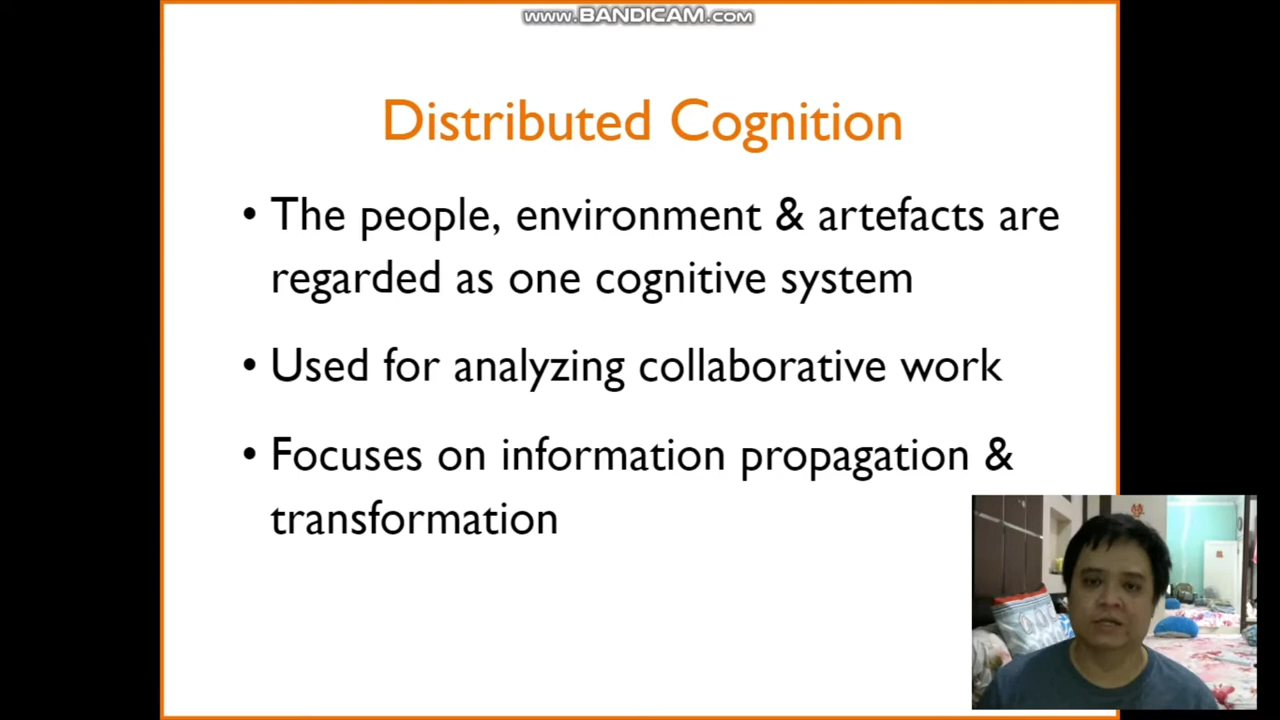 www.BANDICAM.com
Distributed Cognition
• The people, environment & artefacts are
regarded as one cognitive system
• Used for analyzing collaborative work
• Focuses on information propagation &
transformation